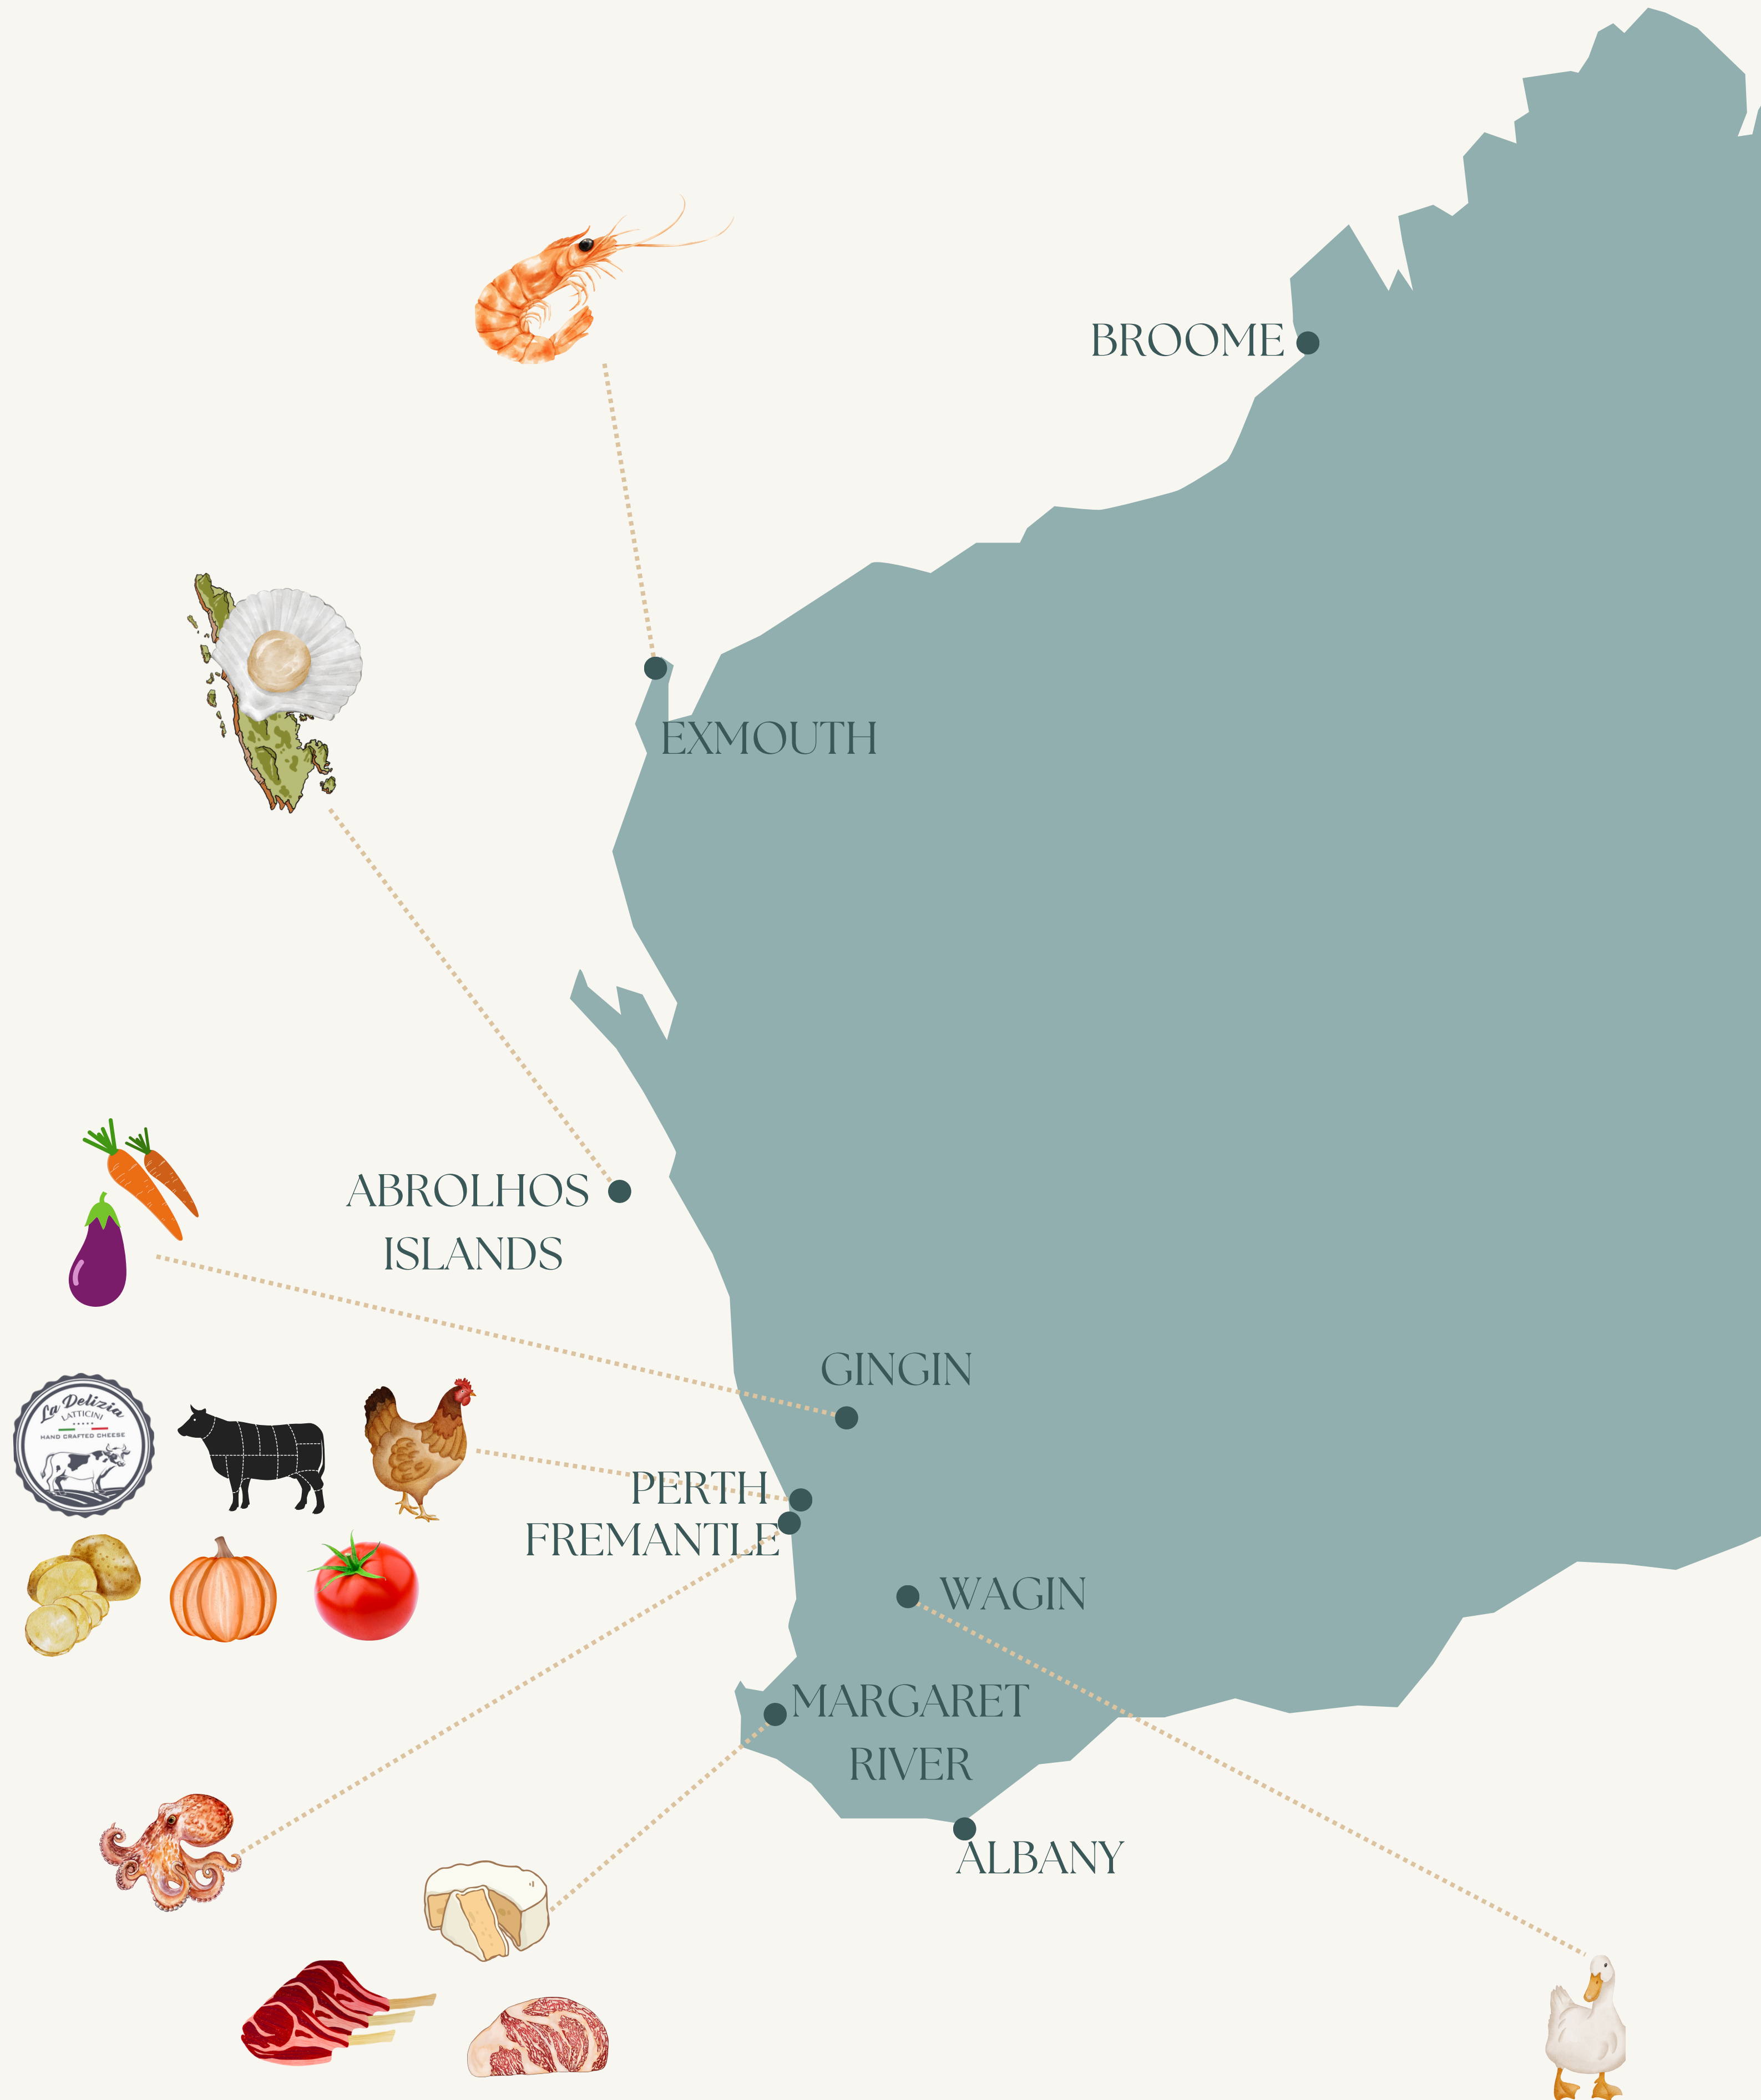 BROOME
EXMOUTH
ABROLHOS
ISLANDS
GINGIN
La Delizia
LATTICINI
HAND CRAFTED CHEESE
PERTH
FREMANTLE
WAGIN
MARGARET
RIVER
ALBANY